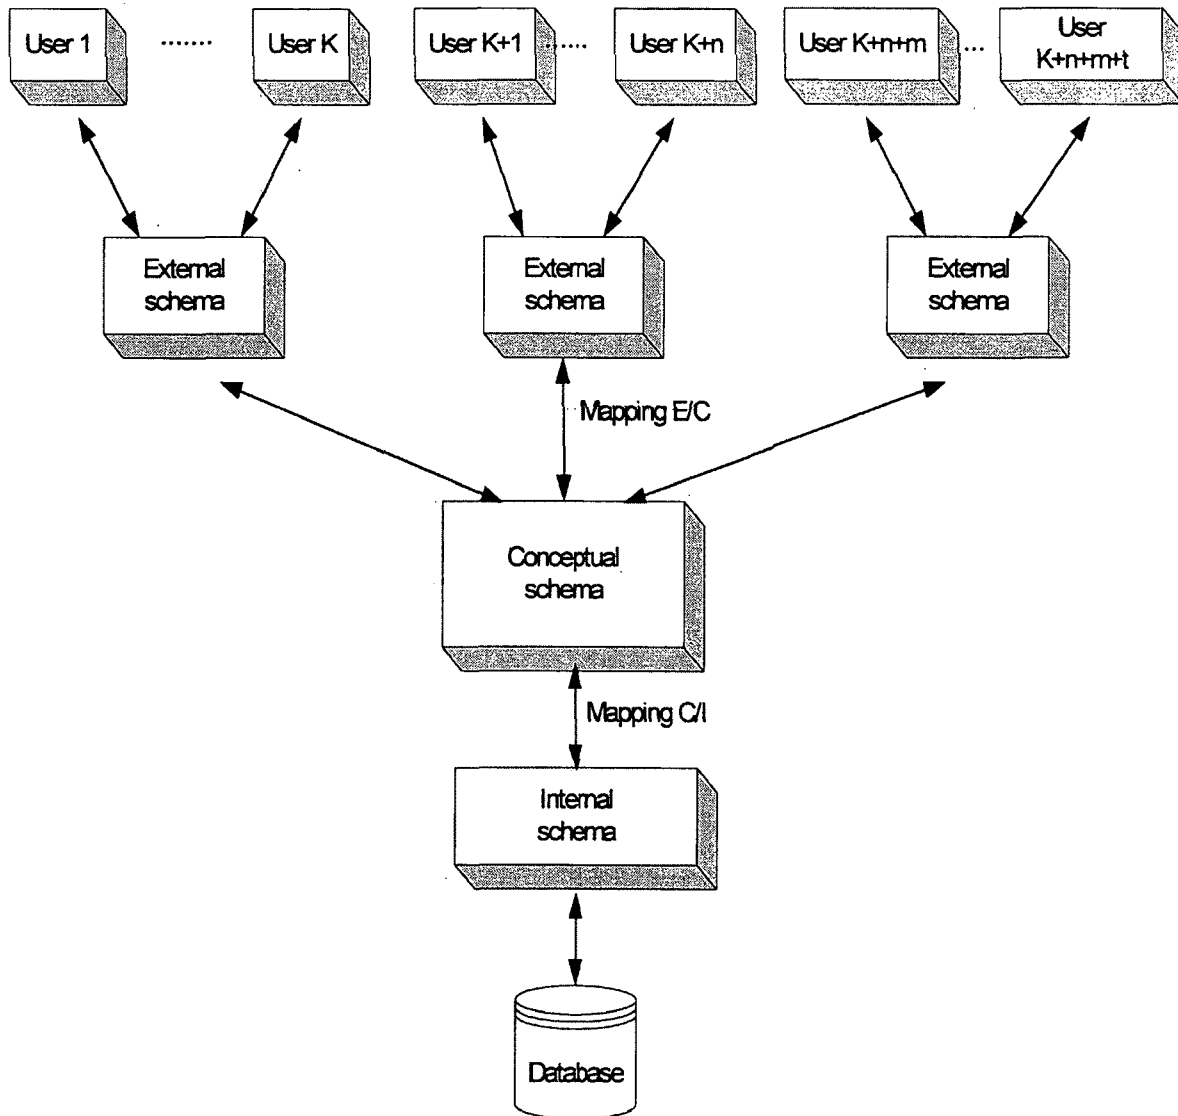 User 1
.......
User K
User K+1
......
User K+n
User K+n+m
...
User
K+n+m+t
External
schema
External
schema
External
schema
Mapping E/C
Conceptual
schema
Mapping C/I
Internal
schema
Database